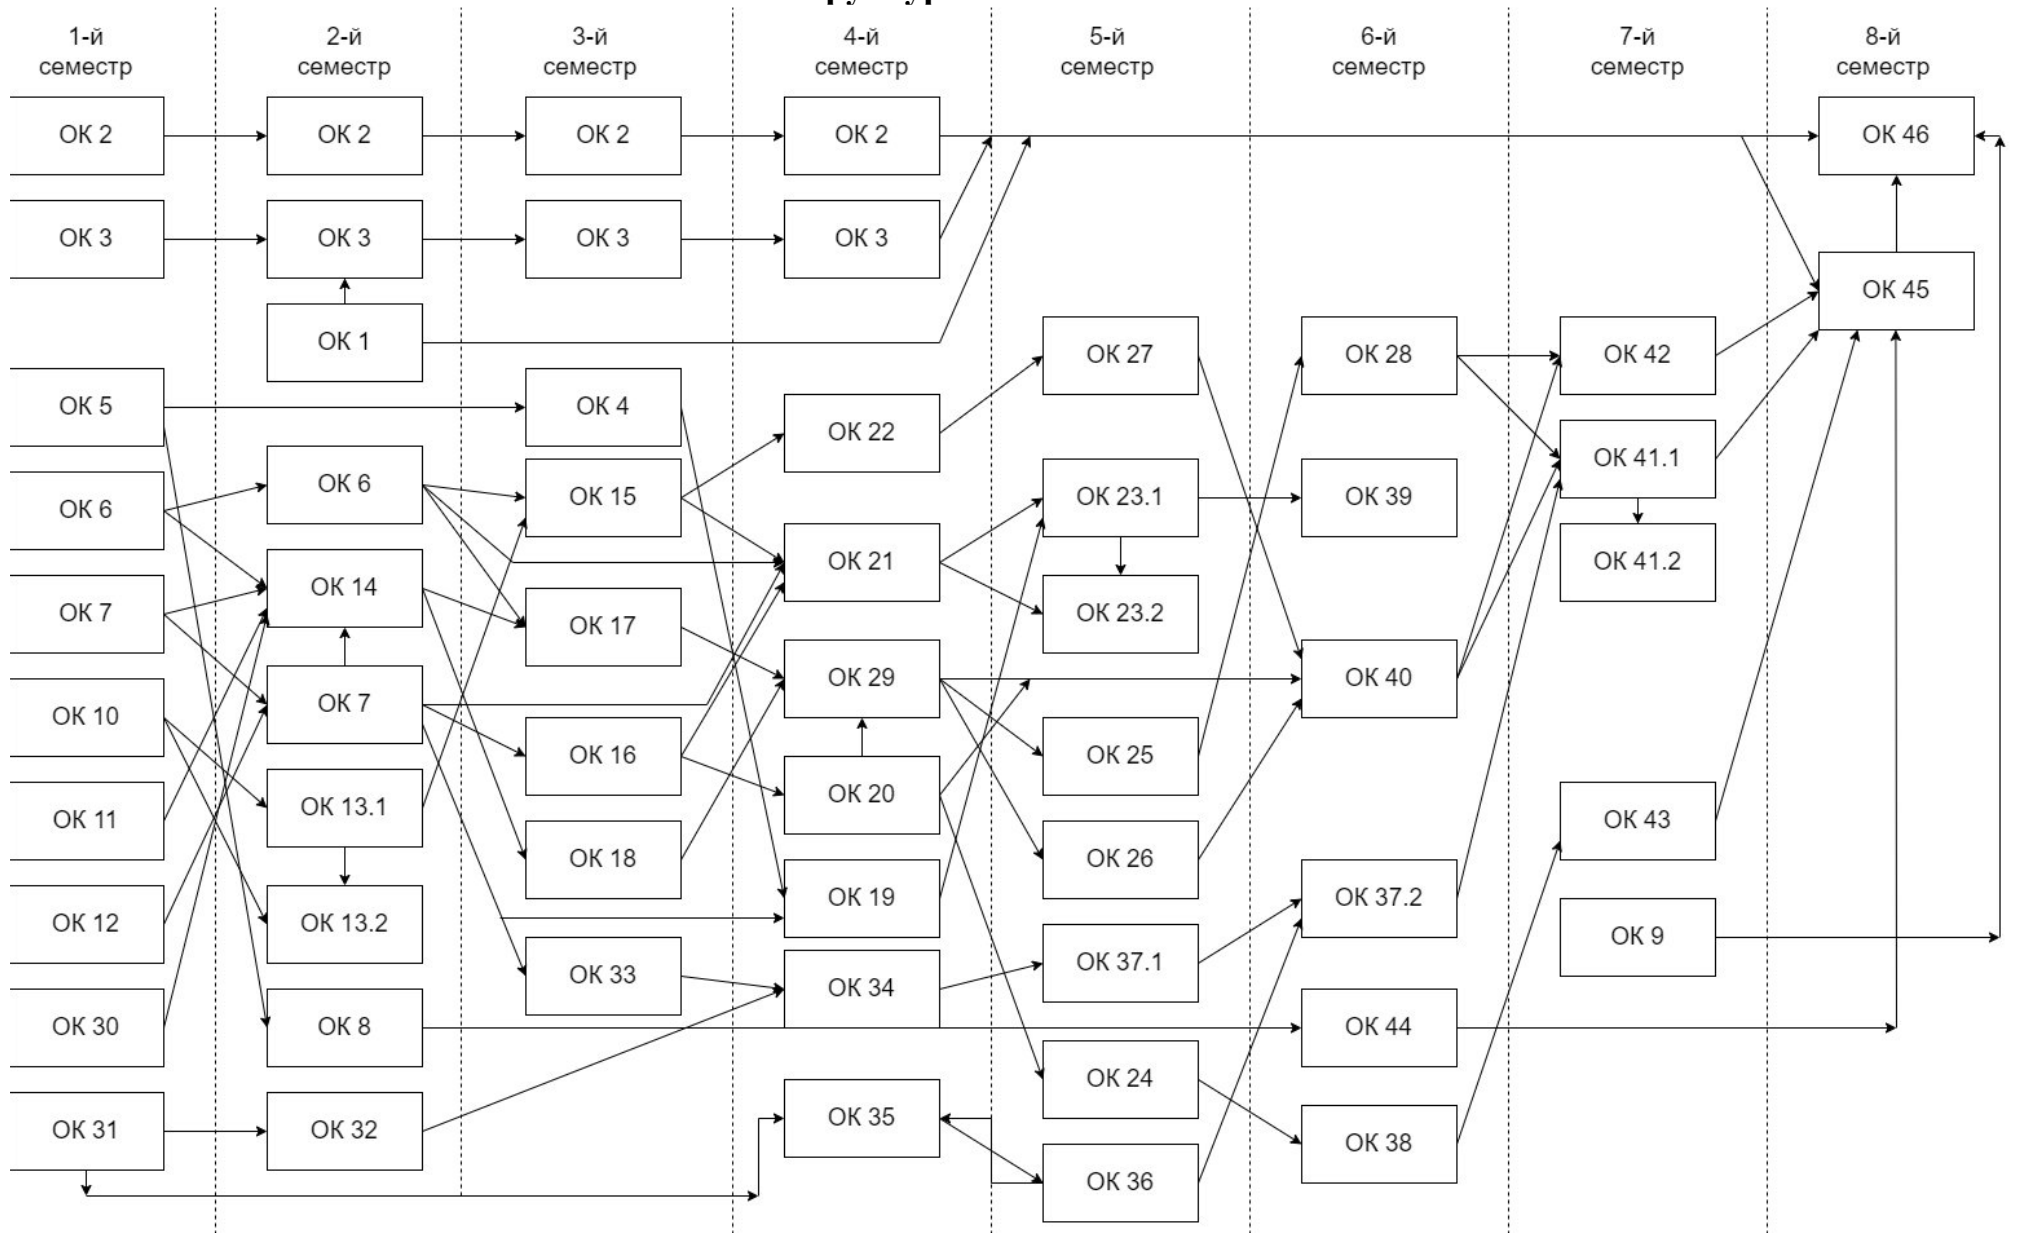 1-й
семестр
2-й
семестр
3-й
семестр
4-й
семестр
5-й
семестр
6-й
семестр
7-й
семестр
8-й
семестр
ОК 2
ОК 2
ОК 2
ОК 2
ОК 46
ОК 3
ОК 3
ОК 3
ОК 3
ОК 45
ОК 1
ОК 27
ОК 28
ОК 42
ОК 5
ОК 4
ОК 22
ОК 41.1
ОК 6
ОК 6
ОК 15
ОК 23.1
ОК 39
ОК 14
ОК 21
ОК 41.2
ОК 7
ОК 17
ОК 23.2
ОК 10
ОК 7
ОК 29
ОК 40
ОК 16
ОК 25
ОК 11
ОК 13.1
ОК 20
ОК 43
ОК 18
ОК 26
ОК 12
ОК 13.2
ОК 19
ОК 37.2
ОК 9
ОК 33
ОК 34
ОК 37.1
ОК 30
ОК 8
ОК 44
ОК 24
ОК 31
ОК 32
ОК 35
ОК 38
ОК 36